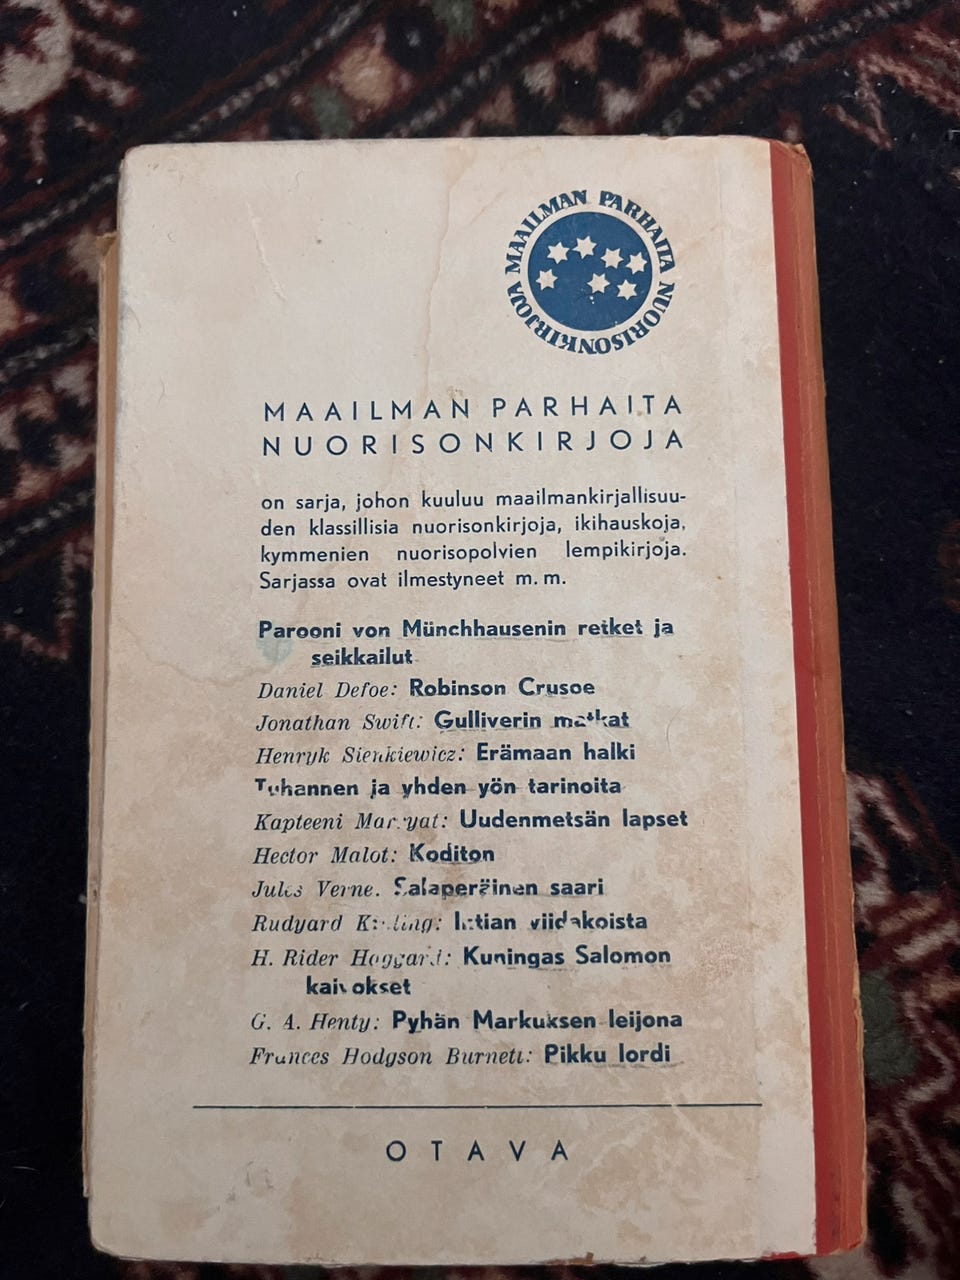 MAAILMAN PARHAITA NUORISONKIRJOJA
MAAILMAN PARHAITA
NUORISONKIRJOJA
on sarja, johon kuuluu maailmankirjallisuu-
den klassillisia nuorisonkirjoja, ikihauskoja,
kymmenien nuorisopolvien lempikirjoja.
Sarjassa ovat ilmestyneet m. m.
Parooni von Münchhausenin retket ja
seikkailut
Daniel Defoe: Robinson Crusoe
Jonathan Swift: Gulliverin matkat
Henryk Sienkiewicz: Erämaan halki
Tuhannen ja yhden yön tarinoita
Kapteeni Marryat: Uudenmetsän lapset
Hector Malot: Koditon
Jules Verne: Salaperäinen saari
Rudyard Kipling: Intian viidakoista
H. Rider Haggard: Kuningas Salomon
kaivokset
G. A. Henty: Pyhän Markuksen leijona
Frances Hodgson Burnett: Pikku lordi
OTAVA